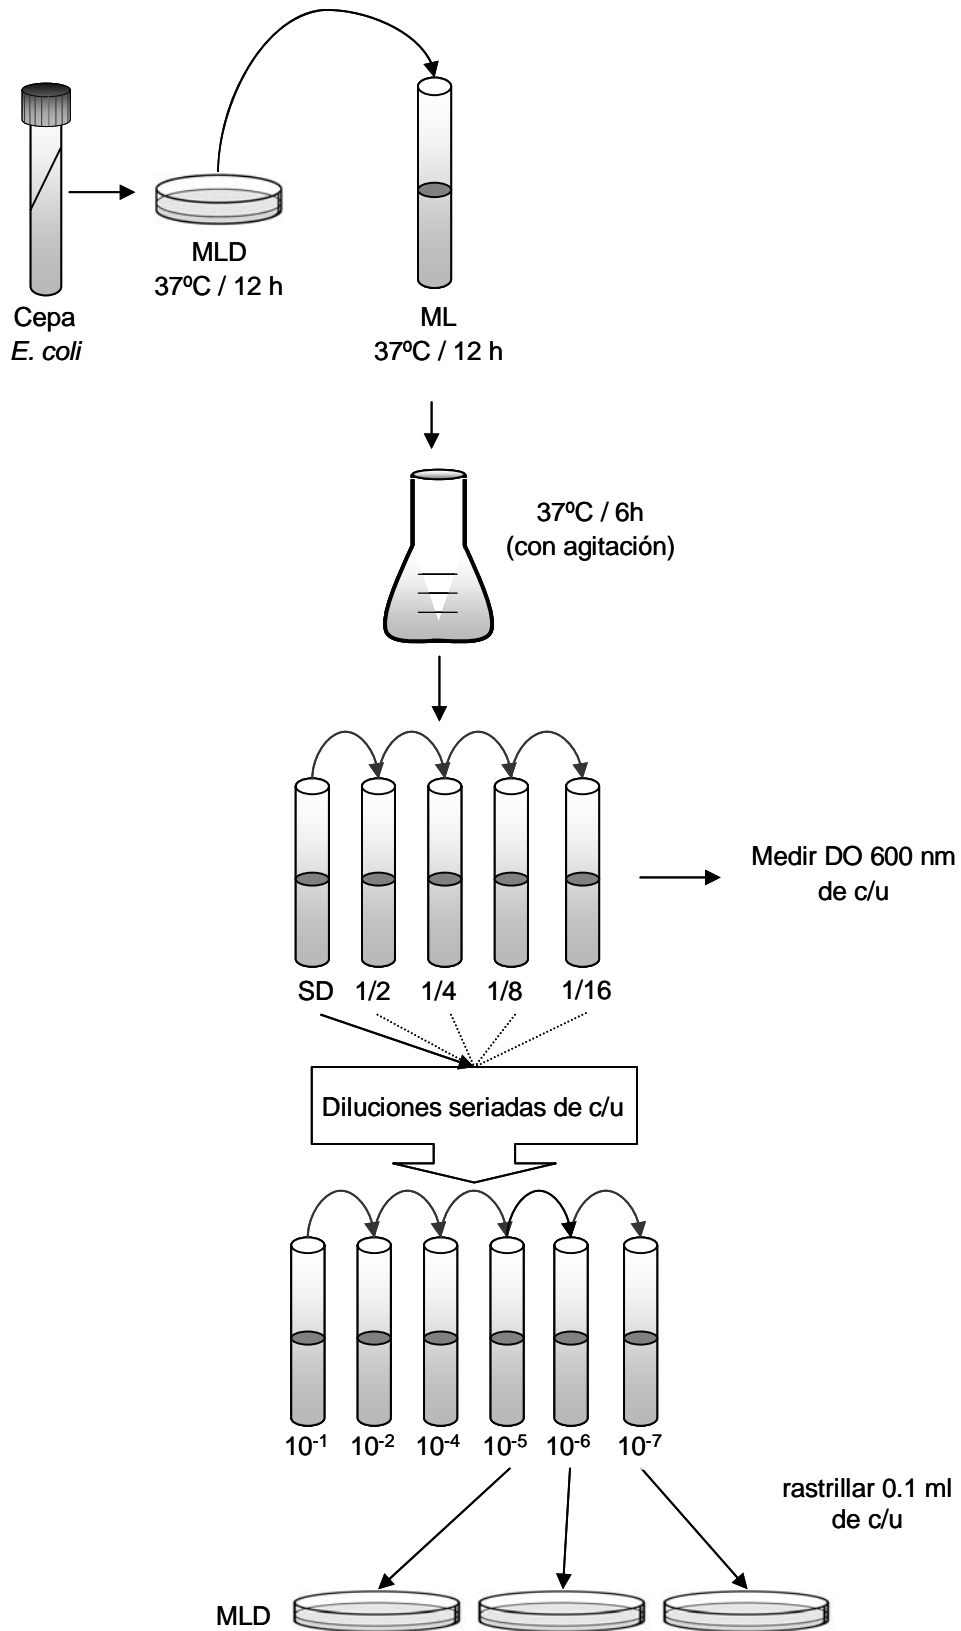 MLD
37ºC / 12 h
Cepa
E. coli
ML
37ºC / 12 h
37ºC / 6h
(con agitación)
Medir DO 600 nm
de c/u
SD 1/2 1/4 1/8 1/16
Diluciones seriadas de c/u
10⁻¹ 10⁻² 10⁻⁴ 10⁻⁵ 10⁻⁶ 10⁻⁷
rastrillar 0.1 ml
de c/u
MLD